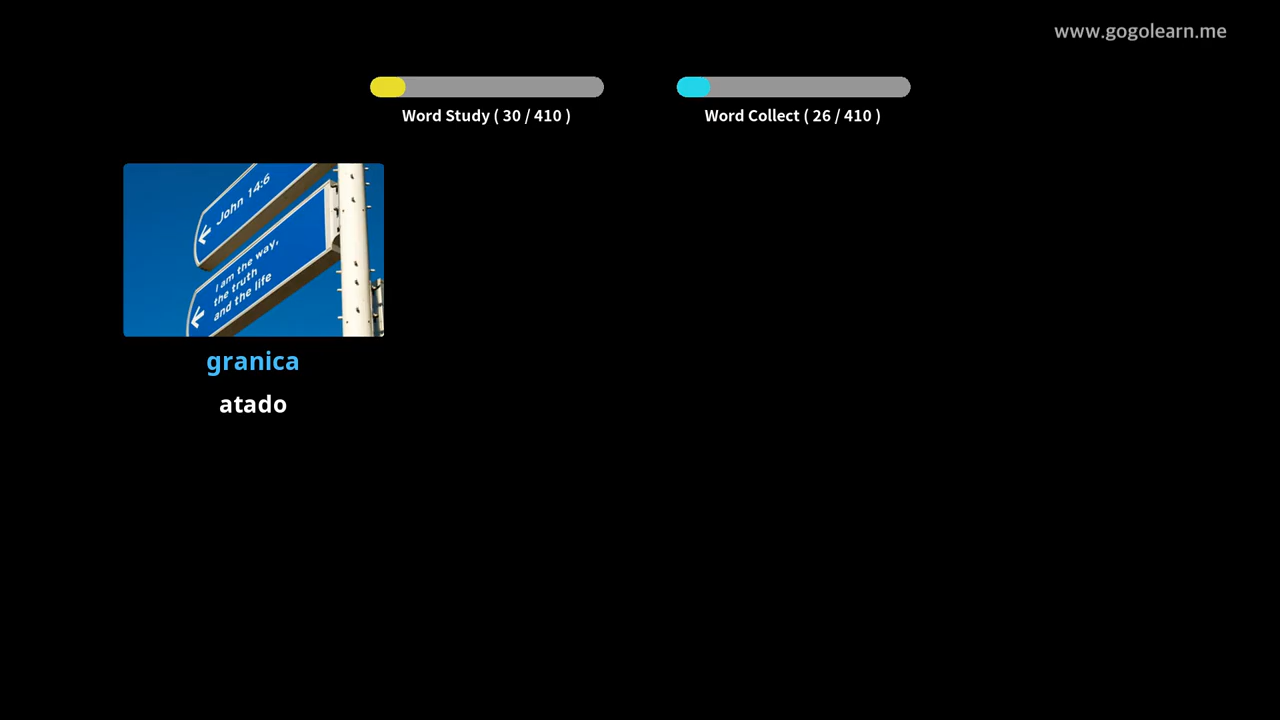 www.gogolearn.me
Word Study ( 30 / 410 )
Word Collect ( 26 / 410 )
John 14:6
I am the way,
the truth
and the life
granica
atado